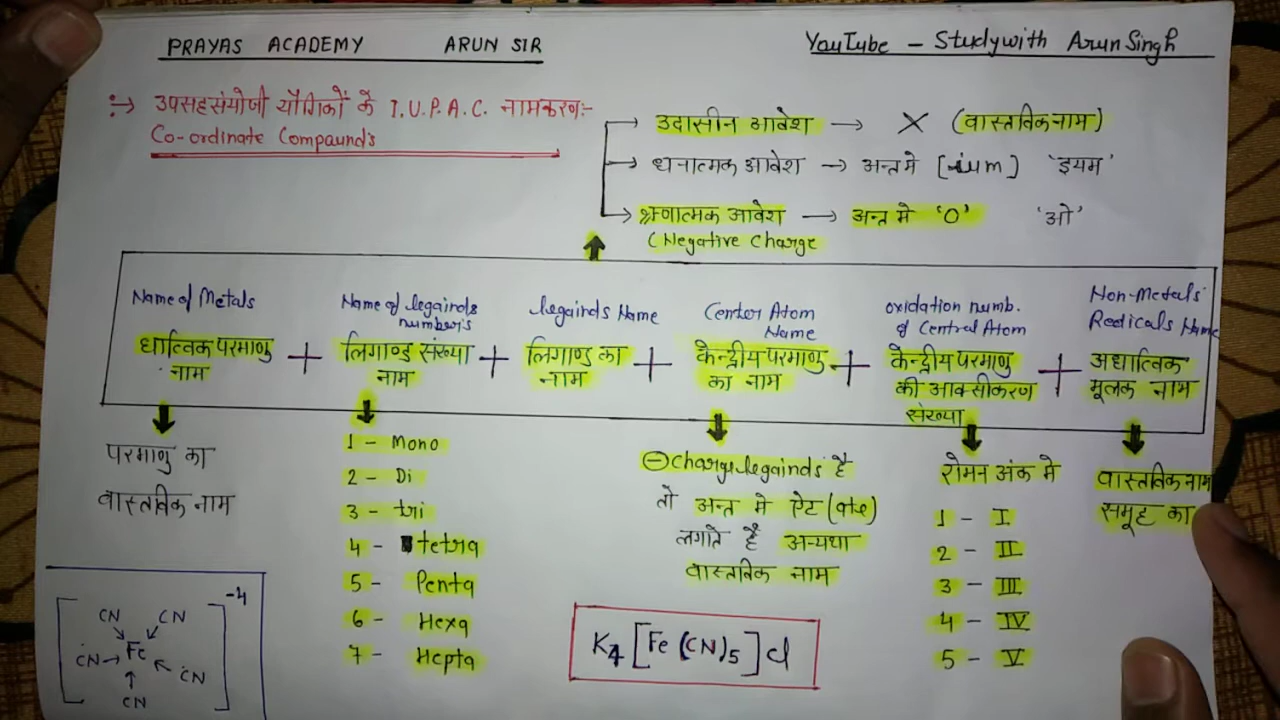 PRAYAS ACADEMY ARUN SIR
YouTube - Study with Arun Singh
:→ उपसहसंयोजी यौगिकों के I.U.P.A.C. नामकरण:-
Co-ordinate Compaunds
उदासीन आवेश → X (वास्तविक नाम)
धनात्मक आवेश → अन्त मे [-ium] 'इयम'
ऋणात्मक आवेश → अन्त मे 'O' 'ओ'
(Negative Charge
Name of Metals
धात्विक परमाणु
नाम
+
Name of legainds
number's
लिगाण्ड संख्या
नाम
+
legainds Name
लिगाण्ड का
नाम
+
Center Atom
Name
केन्द्रीय परमाणु
का नाम
+
oxidation numb.
of Central Atom
केन्द्रीय परमाणु
की आक्सीकरण
संख्या
+
Non-Metals'
Redicals Name
अधात्विक
मूलक नाम
परमाणु का
वास्तविक नाम
1 - Mono
2 - Di
3 - tri
4 - tetra
5 - Penta
6 - Hexa
7 - Hepta
⊖ Charge legainds है
तो अन्त मे ऐट (ate)
लगाते है अन्यथा
वास्तविक नाम
रोमन अंक मे
1 - I
2 - II
3 - III
4 - IV
5 - V
वास्तविक नाम
समूह का
[CN CN
CN → Fe CN
CN]-4
K4[Fe(CN)5]cl